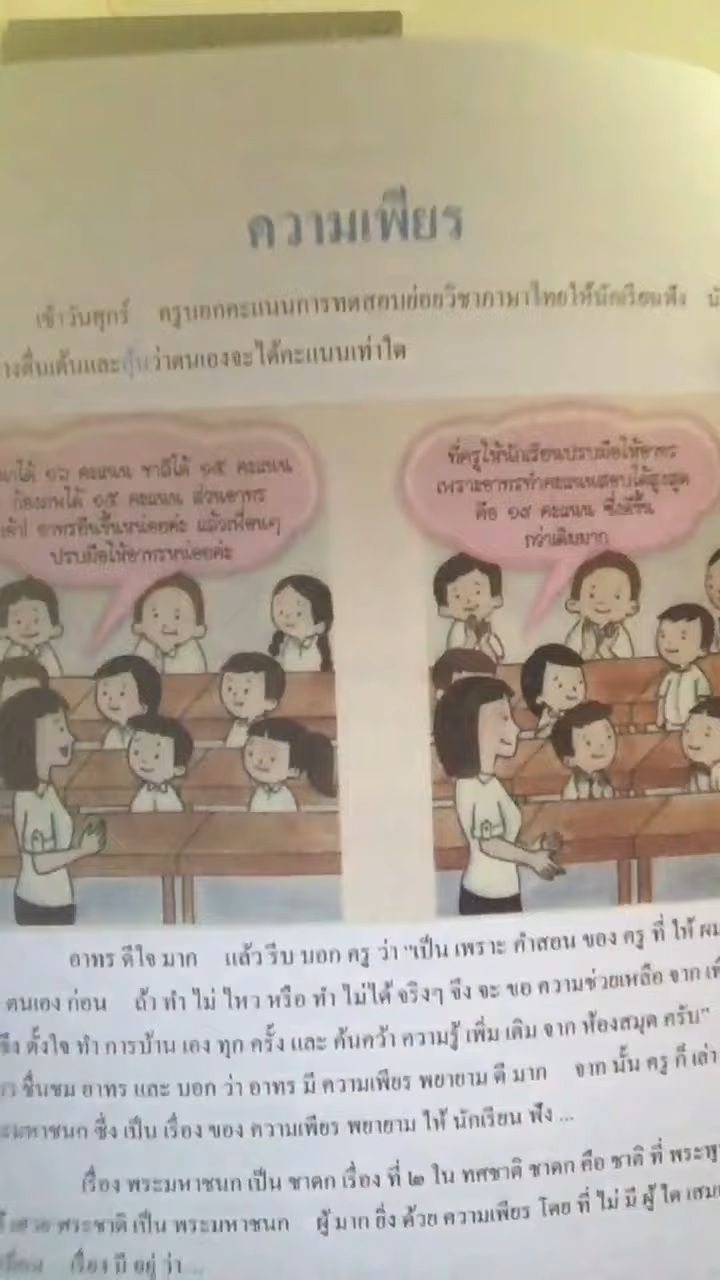 ความเพียร
เช้าวันศุกร์ ครูบอกคะแนนการทดสอบย่อยวิชาภาษาไทยให้นักเรียนฟัง
างตื่นเต้นและลุ้นว่าตนเองจะได้คะแนนเท่าใด
ได้ ๑๖ คะแนน ชาลีได้ ๑๕ คะแนน
ก้องภพได้ ๑๕ คะแนน ส่วนอาทร
อาทรยืนขึ้นหน่อยค่ะ แล้วเพื่อนๆ
ปรบมือให้อาทรหน่อยค่ะ
ที่ครูให้นักเรียนปรบมือให้อาทร
เพราะอาทรทำคะแนนสอบได้สูงสุด
คือ ๑๙ คะแนน ซึ่งดีขึ้น
กว่าเดิมมาก
อาทร ดีใจ มาก แล้ว รีบ บอก ครู ว่า "เป็น เพราะ คำสอน ของ ครู ที่ ให้ ผม
ตนเอง ก่อน ถ้า ทำ ไม่ ไหว หรือ ทำ ไม่ได้ จริงๆ จึง จะ ขอ ความช่วยเหลือ จาก
ตั้งใจ ทำ การบ้าน เอง ทุก ครั้ง และ ค้นคว้า ความรู้ เพิ่ม เติม จาก ห้องสมุด ครับ"
ชื่นชม อาทร และ บอก ว่า อาทร มี ความเพียร พยายาม ดี มาก จาก นั้น ครู ก็ เล่า
มหาชนก ซึ่ง เป็น เรื่อง ของ ความเพียร พยายาม ให้ นักเรียน ฟัง ...
เรื่อง พระมหาชนก เป็น ชาดก เรื่อง ที่ ๒ ใน ทศชาติ ชาดก คือ ชาติ ที่
พระชาติ เป็น พระมหาชนก ผู้ มาก ยิ่ง ด้วย ความเพียร โดย ที่ ไม่ มี ผู้ ใด
เรื่อง มี อยู่ ว่า ...